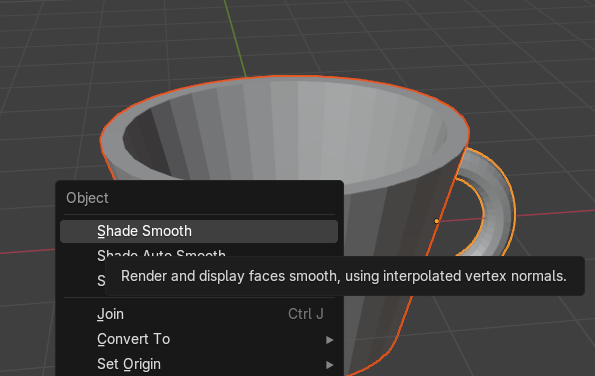 Object
Shade Smooth
Shade Auto Smooth
Render and display faces smooth, using interpolated vertex normals.
Join Ctrl J
Convert To
Set Origin